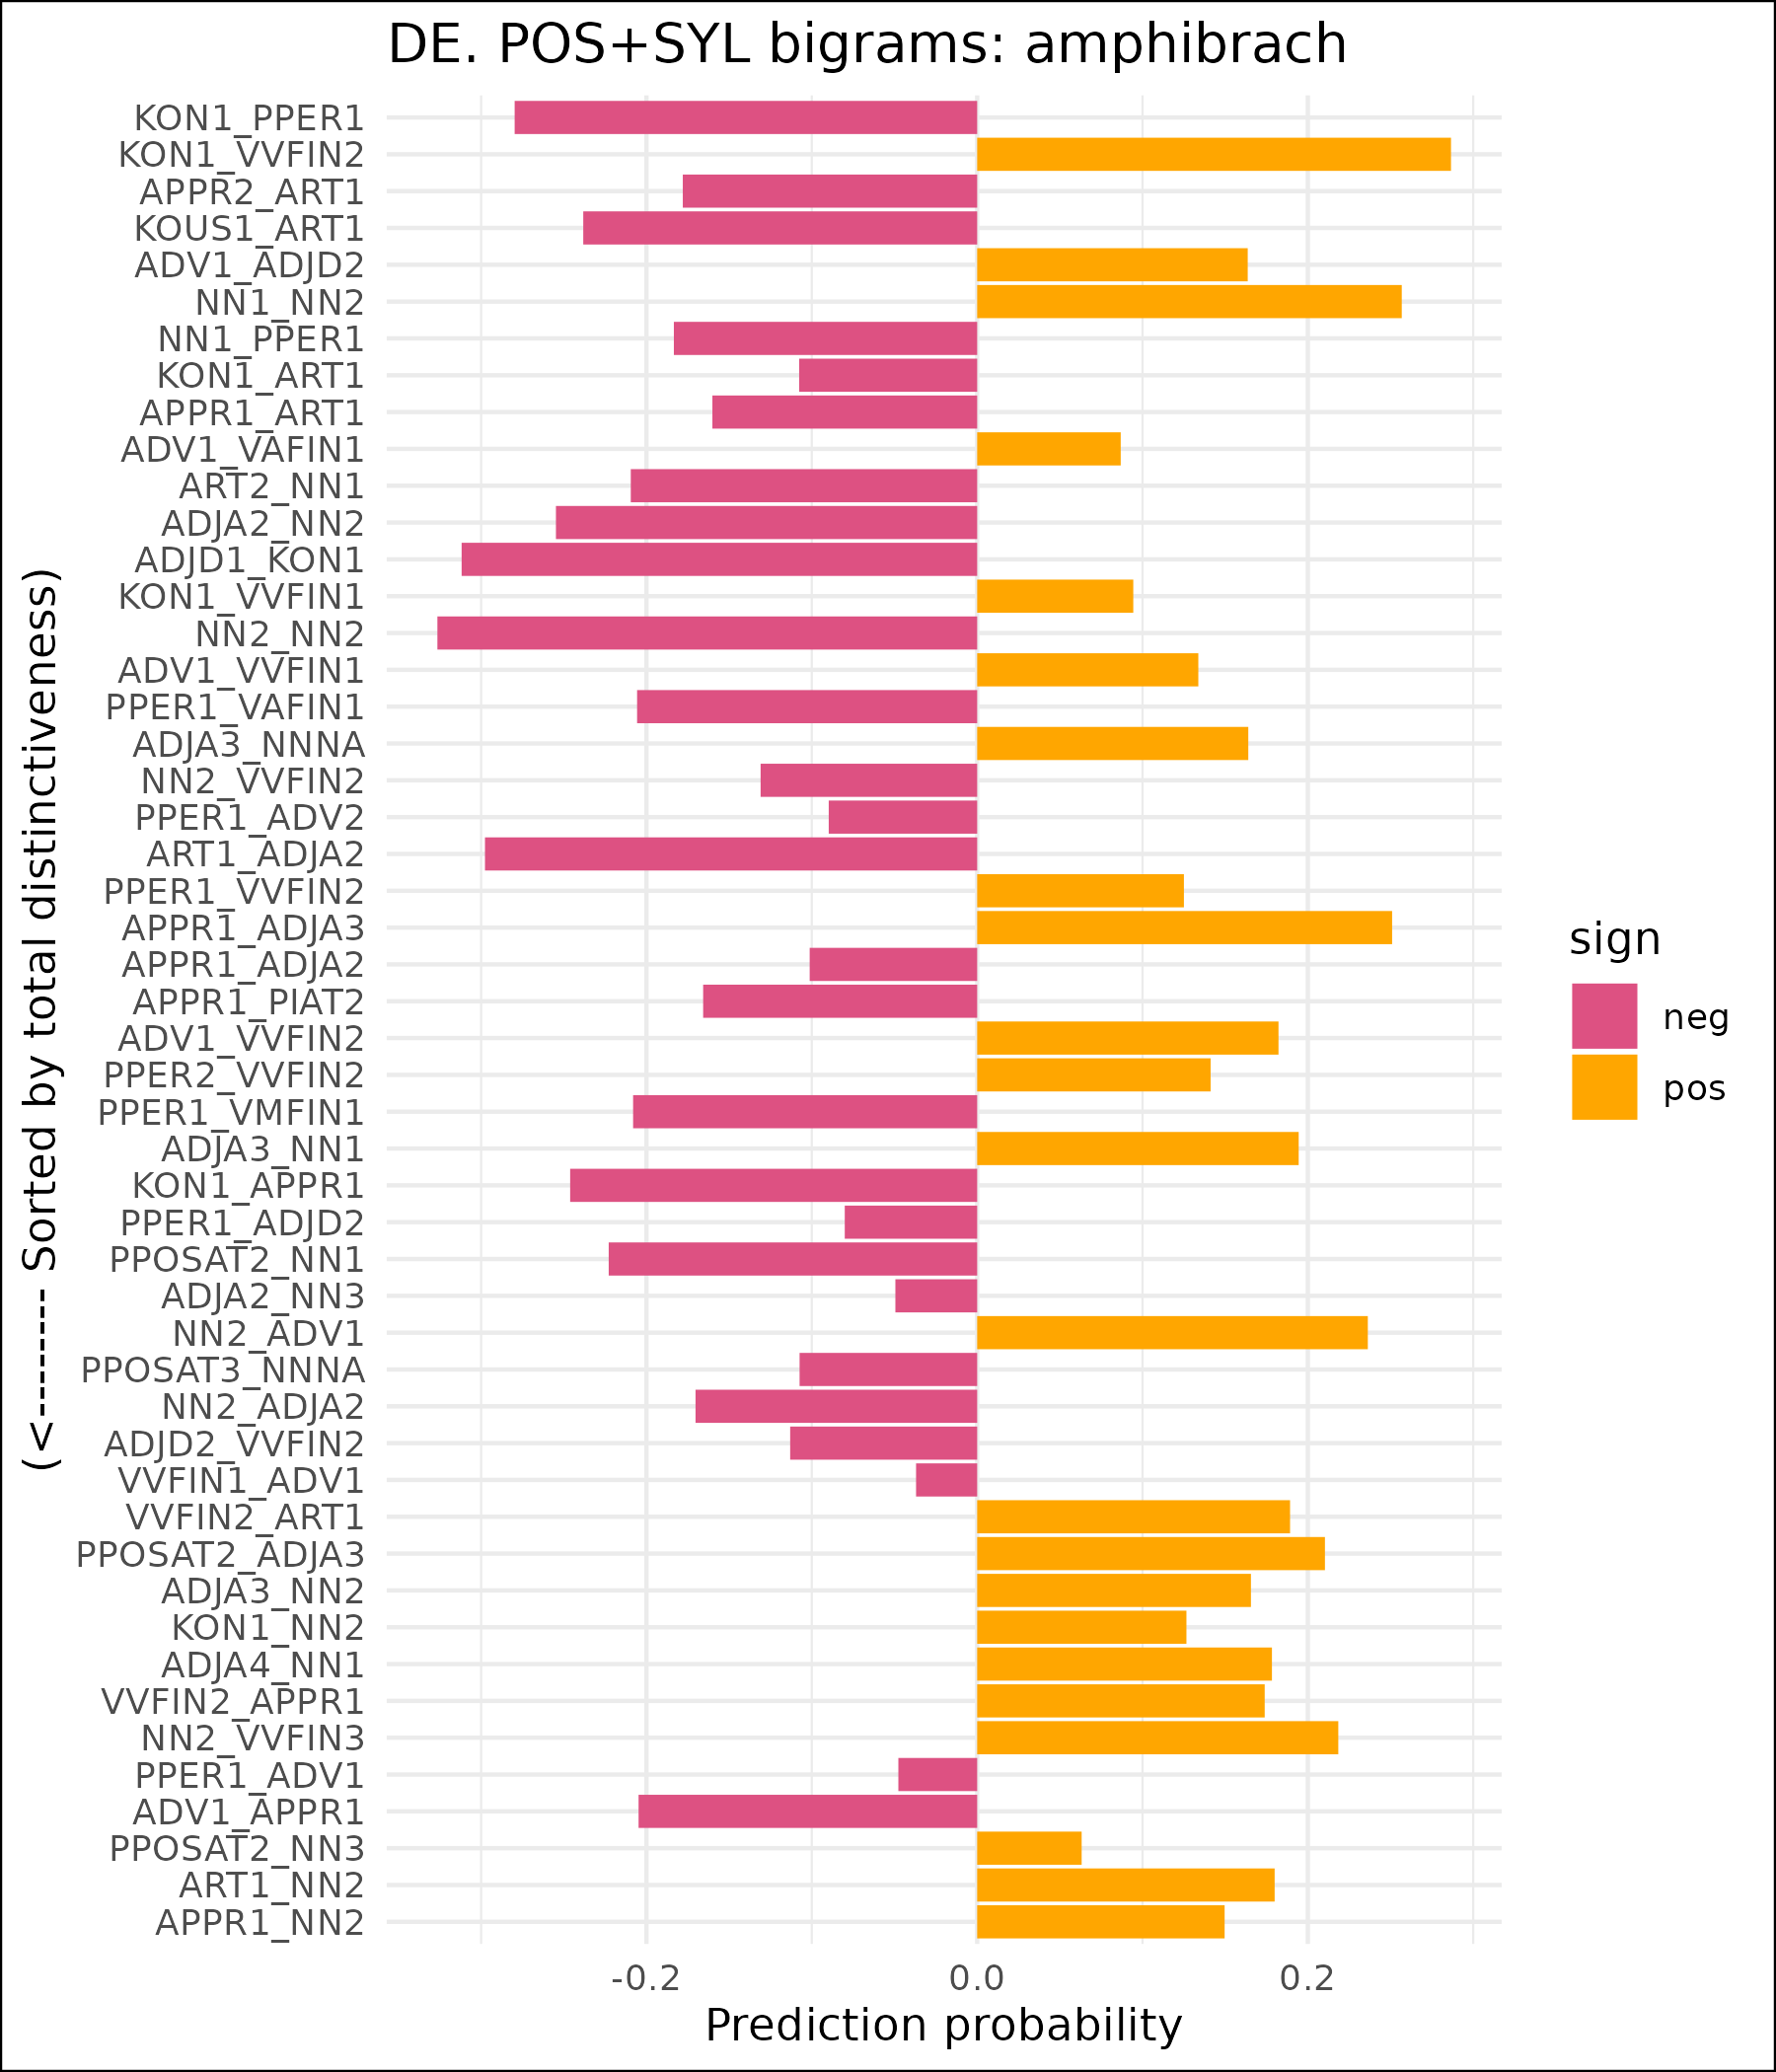 DE. POS+SYL bigrams: amphibrach
(<--------- Sorted by total distinctiveness)
KON1_PPER1
KON1_VVFIN2
APPR2_ART1
KOUS1_ART1
ADV1_ADJD2
NN1_NN2
NN1_PPER1
KON1_ART1
APPR1_ART1
ADV1_VAFIN1
ART2_NN1
ADJA2_NN2
ADJD1_KON1
KON1_VVFIN1
NN2_NN2
ADV1_VVFIN1
PPER1_VAFIN1
ADJA3_NNNA
NN2_VVFIN2
PPER1_ADV2
ART1_ADJA2
PPER1_VVFIN2
APPR1_ADJA3
APPR1_ADJA2
APPR1_PIAT2
ADV1_VVFIN2
PPER2_VVFIN2
PPER1_VMFIN1
ADJA3_NN1
KON1_APPR1
PPER1_ADJD2
PPOSAT2_NN1
ADJA2_NN3
NN2_ADV1
PPOSAT3_NNNA
NN2_ADJA2
ADJD2_VVFIN2
VVFIN1_ADV1
VVFIN2_ART1
PPOSAT2_ADJA3
ADJA3_NN2
KON1_NN2
ADJA4_NN1
VVFIN2_APPR1
NN2_VVFIN3
PPER1_ADV1
ADV1_APPR1
PPOSAT2_NN3
ART1_NN2
APPR1_NN2
-0.2 0.0 0.2
Prediction probability
sign
neg
pos